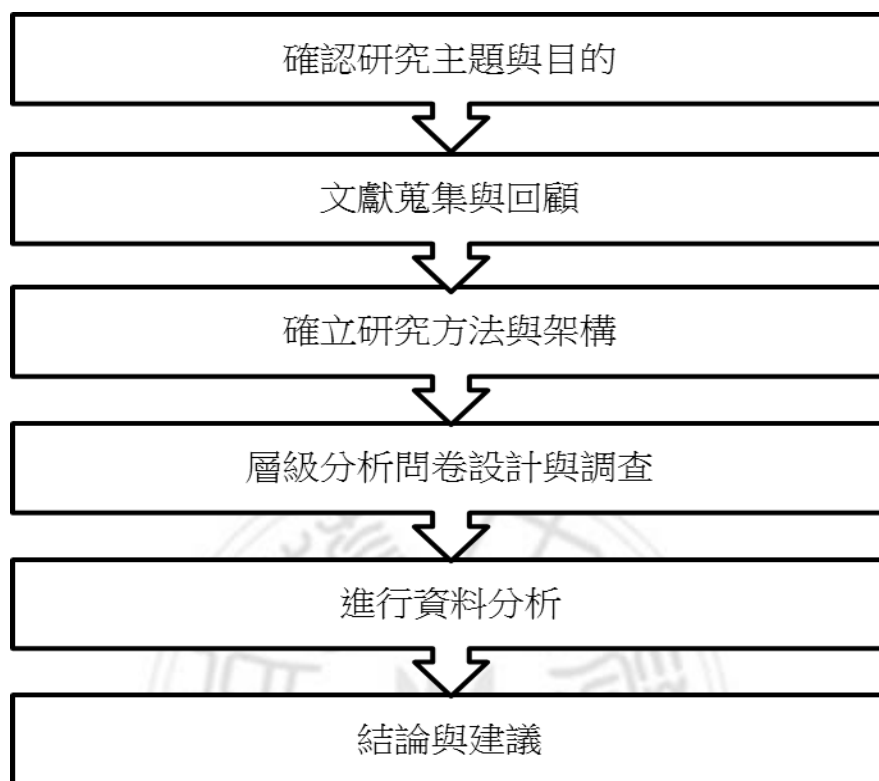 確認研究主題與目的
文獻蒐集與回顧
確立研究方法與架構
層級分析問卷設計與調查
進行資料分析
結論與建議